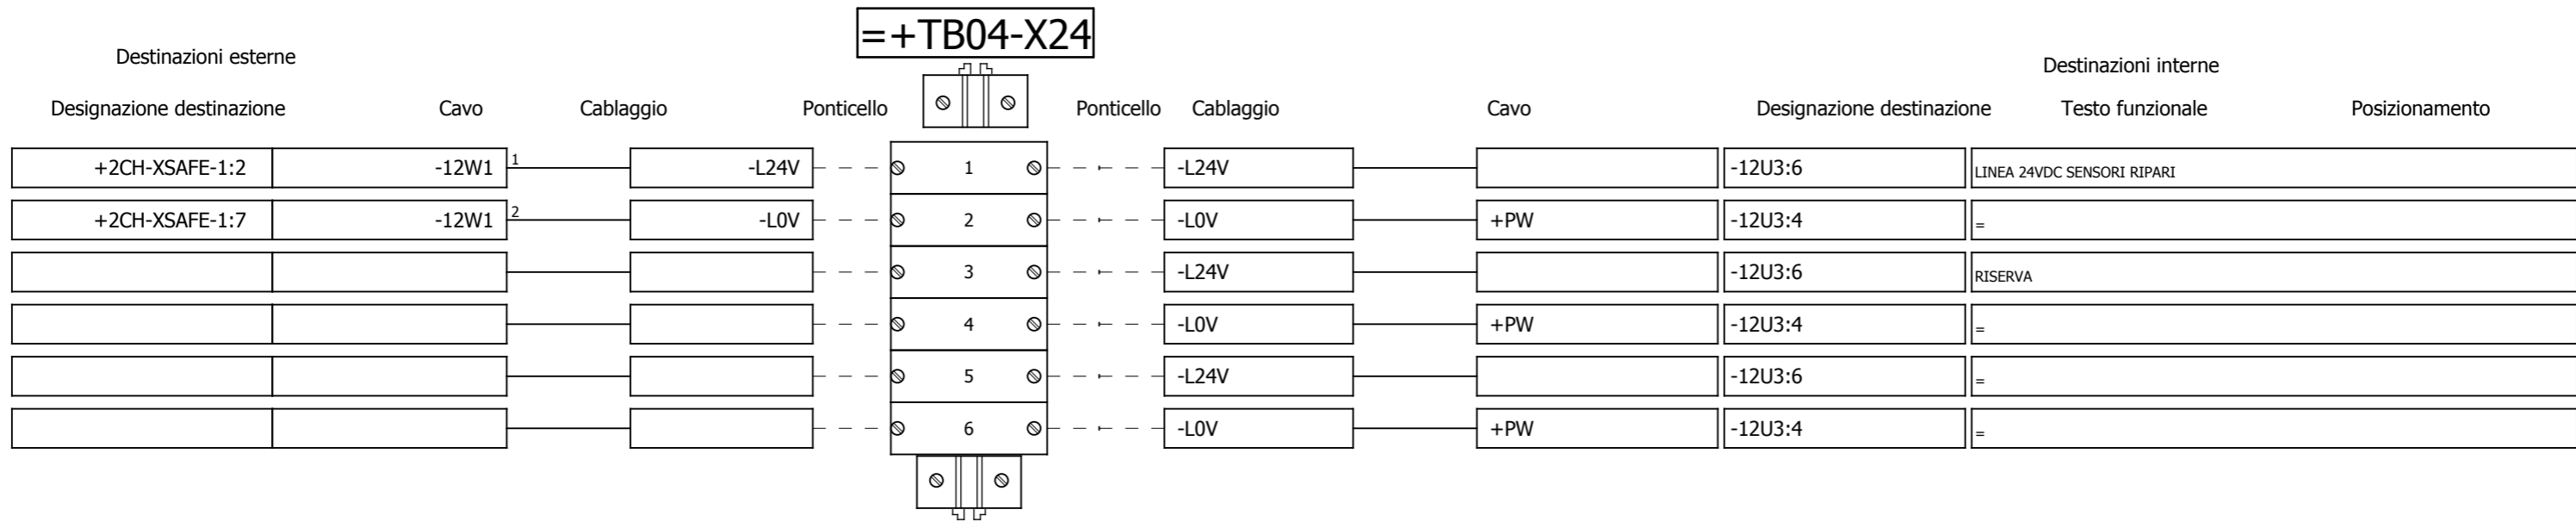 =+TB04-X24
Destinazioni esterne
Destinazioni interne
Designazione destinazione Cavo Cablaggio Ponticello Ponticello Cablaggio Cavo Designazione destinazione Testo funzionale Posizionamento
+2CH-XSAFE-1:2 -12W1 1 -L24V 1 -L24V -12U3:6 LINEA 24VDC SENSORI RIPARI
+2CH-XSAFE-1:7 -12W1 2 -L0V 2 -L0V +PW -12U3:4 =
3 -L24V -12U3:6 RISERVA
4 -L0V +PW -12U3:4 =
5 -L24V -12U3:6 =
6 -L0V +PW -12U3:4 =